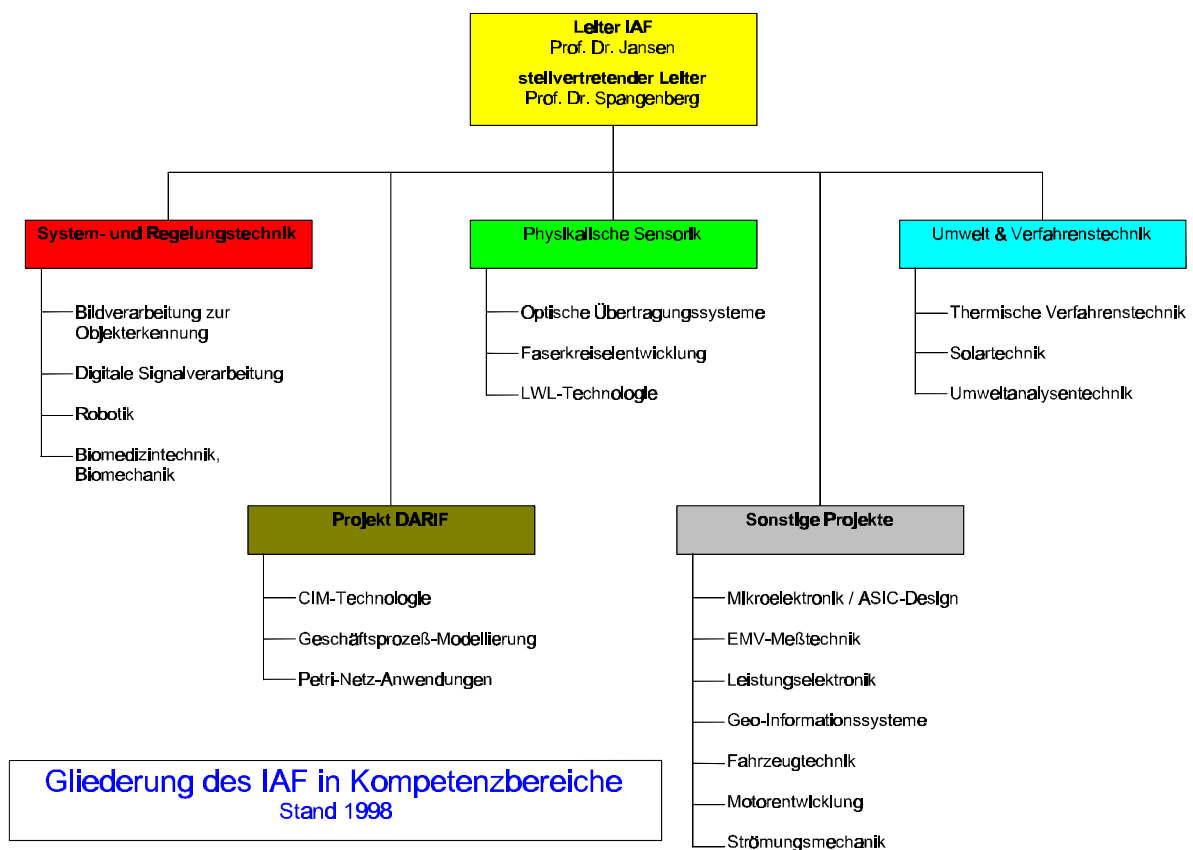 Leiter IAF
Prof. Dr. Jansen
stellvertretender Leiter
Prof. Dr. Spangenberg
System- und Regelungstechnik
Bildverarbeitung zur
Objekterkennung
Digitale Signalverarbeitung
Robotik
Biomedizintechnik,
Biomechanik
Physikalische Sensorik
Optische Übertragungssysteme
Faserkreiselentwicklung
LWL-Technologie
Umwelt & Verfahrenstechnik
Thermische Verfahrenstechnik
Solartechnik
Umweltanalysentechnik
Projekt DARIF
CIM-Technologie
Geschäftsprozeß-Modellierung
Petri-Netz-Anwendungen
Sonstige Projekte
Mikroelektronik / ASIC-Design
EMV-Meßtechnik
Leistungselektronik
Geo-Informationssysteme
Fahrzeugtechnik
Motorentwicklung
Strömungsmechanik
Gliederung des IAF in Kompetenzbereiche
Stand 1998